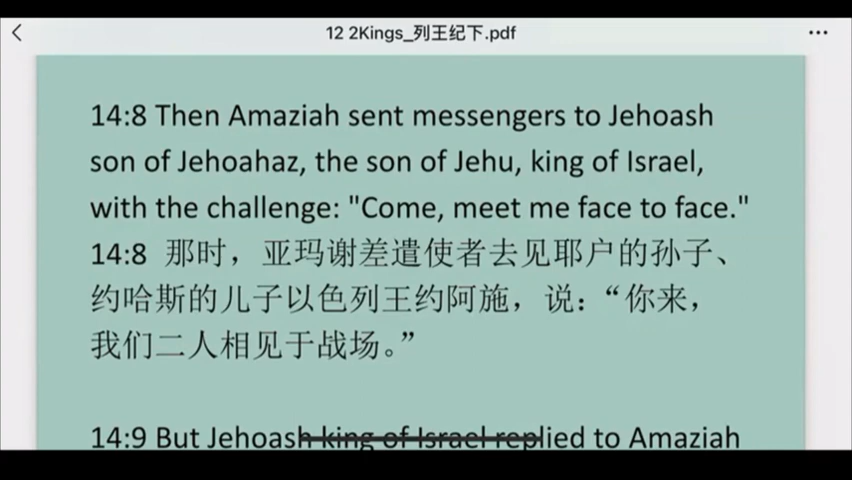 12 2Kings_列王纪下.pdf
14:8 Then Amaziah sent messengers to Jehoash
son of Jehoahaz, the son of Jehu, king of Israel,
with the challenge: "Come, meet me face to face."
14:8 那时，亚玛谢差遣使者去见耶户的孙子、
约哈斯的儿子以色列王约阿施，说：“你来，
我们二人相见于战场。”
14:9 But Jehoash king of Israel replied to Amaziah